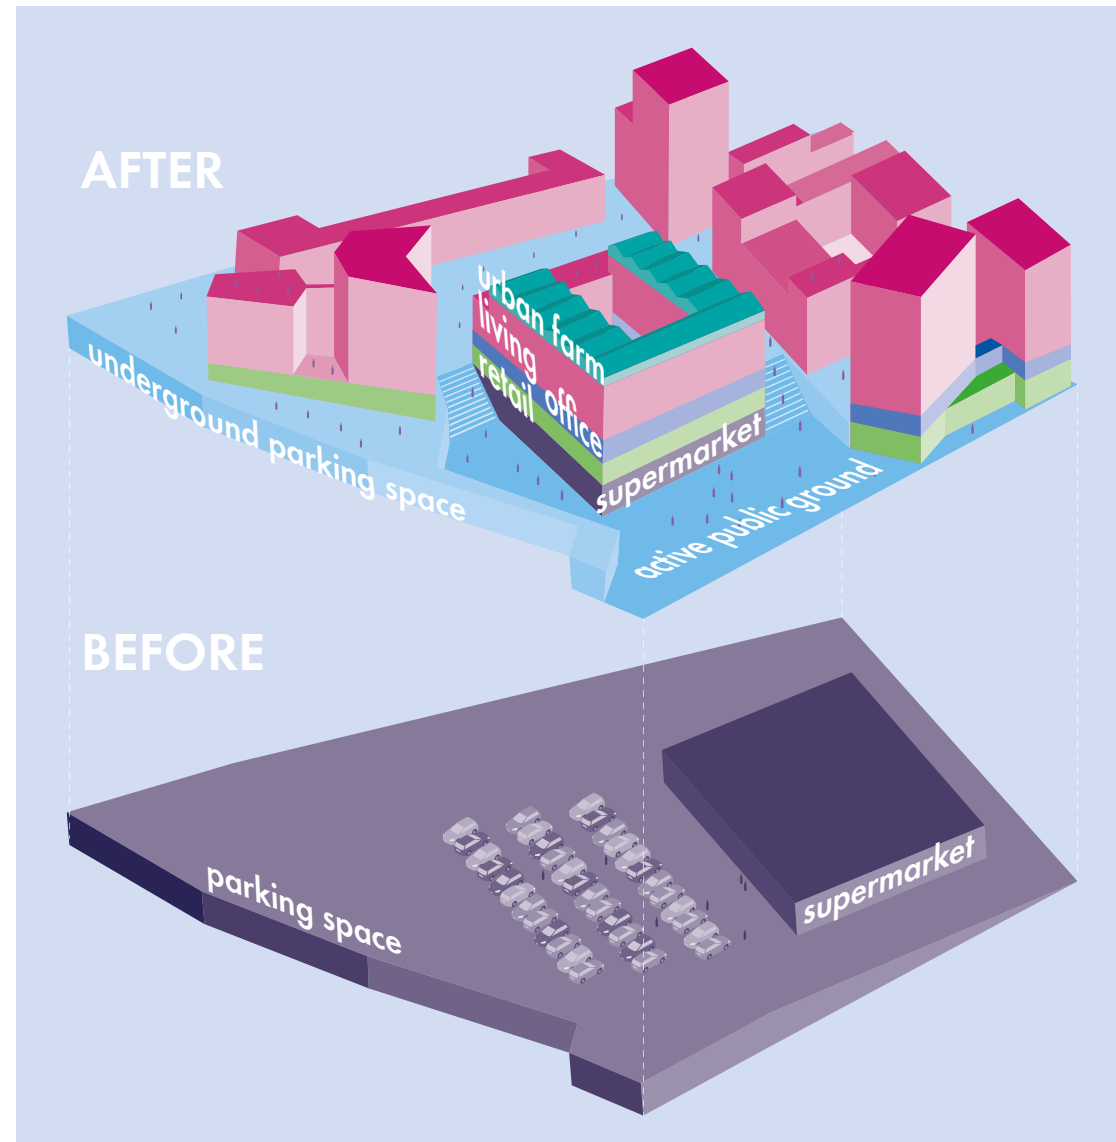 AFTER
urban farm
living
office
retail
supermarket
underground parking space
active public ground
BEFORE
parking space
supermarket